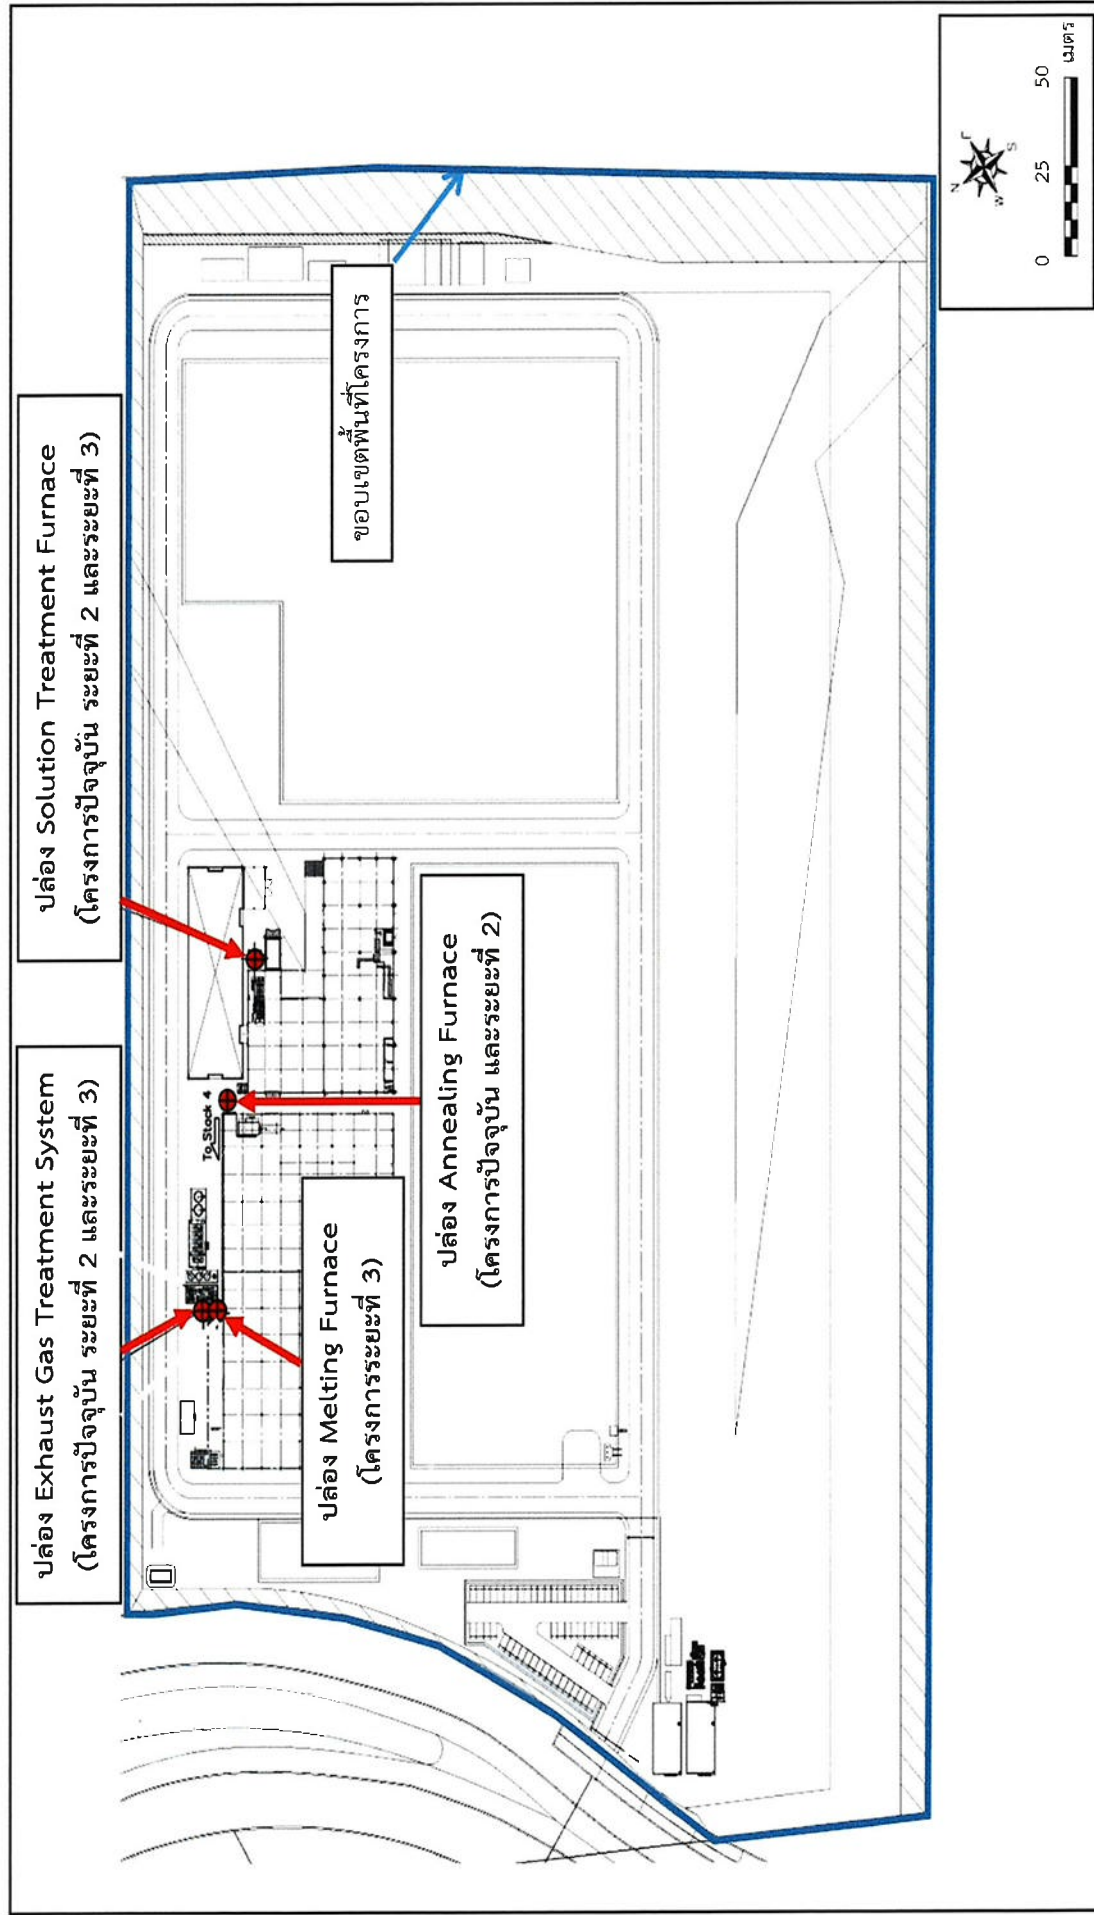 ปล่อง Exhaust Gas Treatment System
(โครงการปัจจุบัน ระยะที่ 2 และระยะที่ 3)
ปล่อง Solution Treatment Furnace
(โครงการปัจจุบัน ระยะที่ 2 และระยะที่ 3)
To Stock 4
ปล่อง Melting Furnace
(โครงการระยะที่ 3)
ปล่อง Annealing Furnace
(โครงการปัจจุบัน และระยะที่ 2)
ขอบเขตพื้นที่โครงการ
N
W
S
0 25 50 เมตร